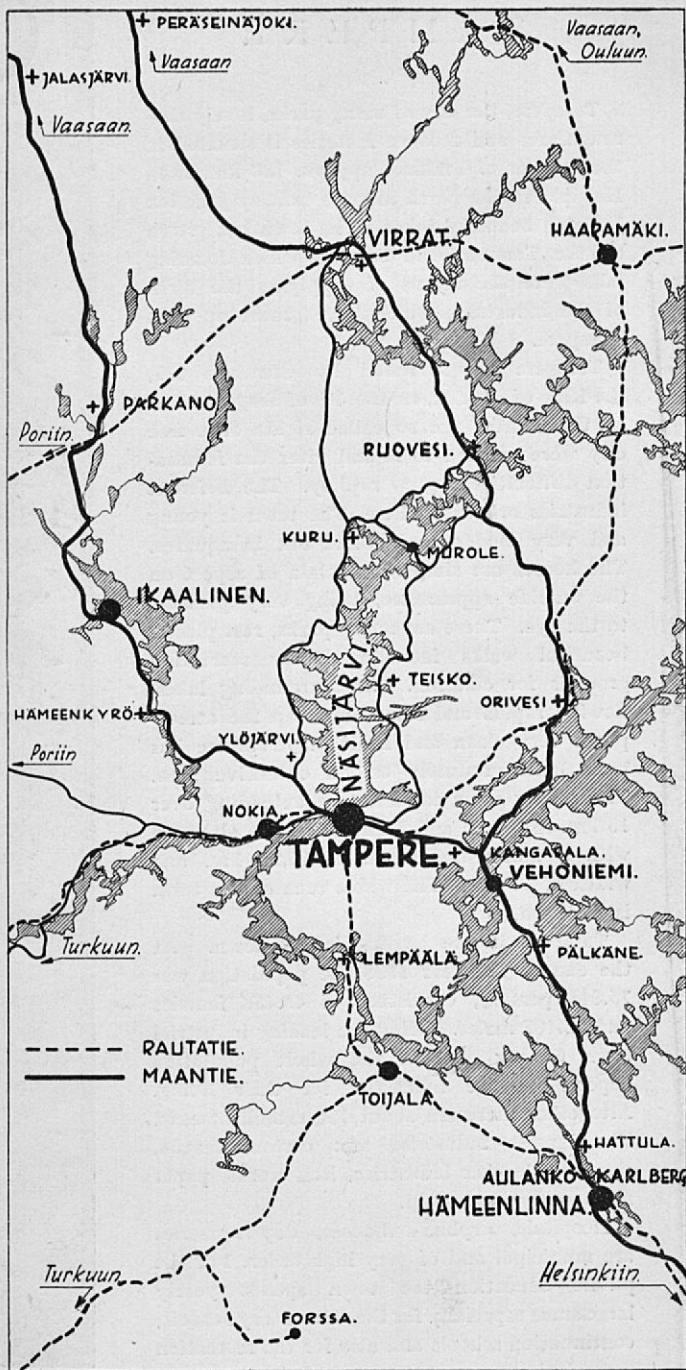 PERÄSEINÄJOKI.
Vaasaan,
Ouluun.
Vaasaan
JALASJÄRVI.
Vaasaan.
VIRRAT.
HAAPAMÄKI.
PARKANO
Poriin.
RUOVESI.
KURU.
MUROLE.
IKAALINEN.
NÄSIJÄRVI.
TEISKO.
ORIVESI
HÄMEENKYRÖ
YLÖJÄRVI.
Poriin
NOKIA.
TAMPERE.
KANGASALA.
VEHONIEMI.
Turkuun.
LEMPÄÄLÄ.
PÄLKÄNE.
RAUTATIE.
MAANTIE.
TOIJALA.
HATTULA.
AULANKO-KARLBERG
HÄMEENLINNA.
Turkuun.
Helsinkiin.
FORSSA.